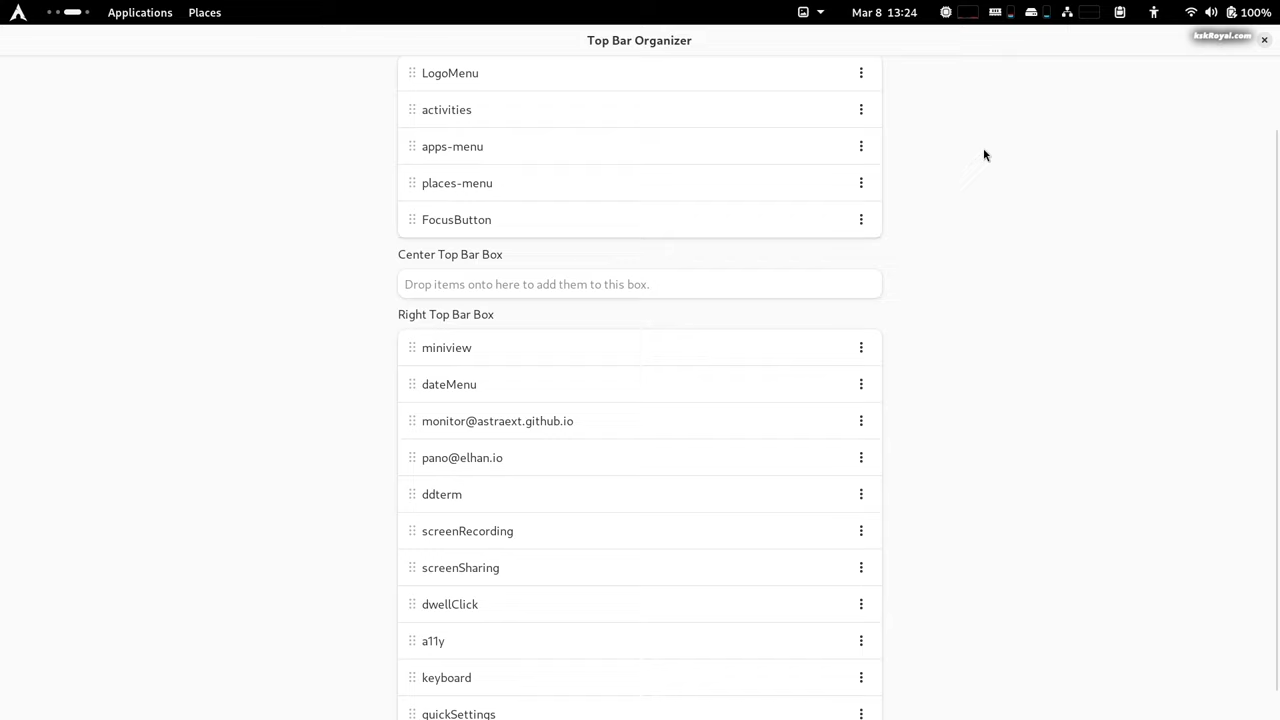 Applications Places Mar 8 13:24 100%
Top Bar Organizer
kskRoyal.com
LogoMenu
activities
apps-menu
places-menu
FocusButton
Center Top Bar Box
Drop items onto here to add them to this box.
Right Top Bar Box
miniview
dateMenu
monitor@astraext.github.io
pano@elhan.io
ddterm
screenRecording
screenSharing
dwellClick
a11y
keyboard
quickSettings